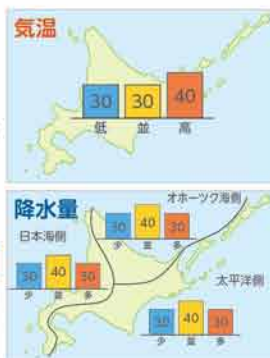 気温
30 30 40
低 並 高
降水量
オホーツク海側
30 40 30
少 並 多
日本海側
30 40 30
少 並 多
太平洋側
30 40 30
少 並 多